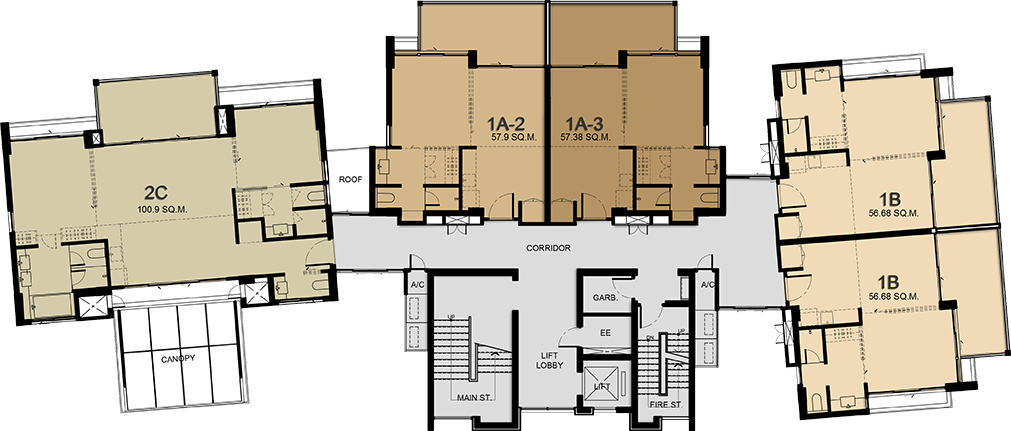 1A-2
57.9 SQ.M.
1A-3
57.38 SQ.M.
2C
100.9 SQ.M.
ROOF
1B
56.68 SQ.M.
CORRIDOR
1B
56.68 SQ.M.
A/C
GARB.
A/C
UP
EE
DN
UP
CANOPY
LIFT
LOBBY
LIFT
MAIN ST.
FIRE ST.